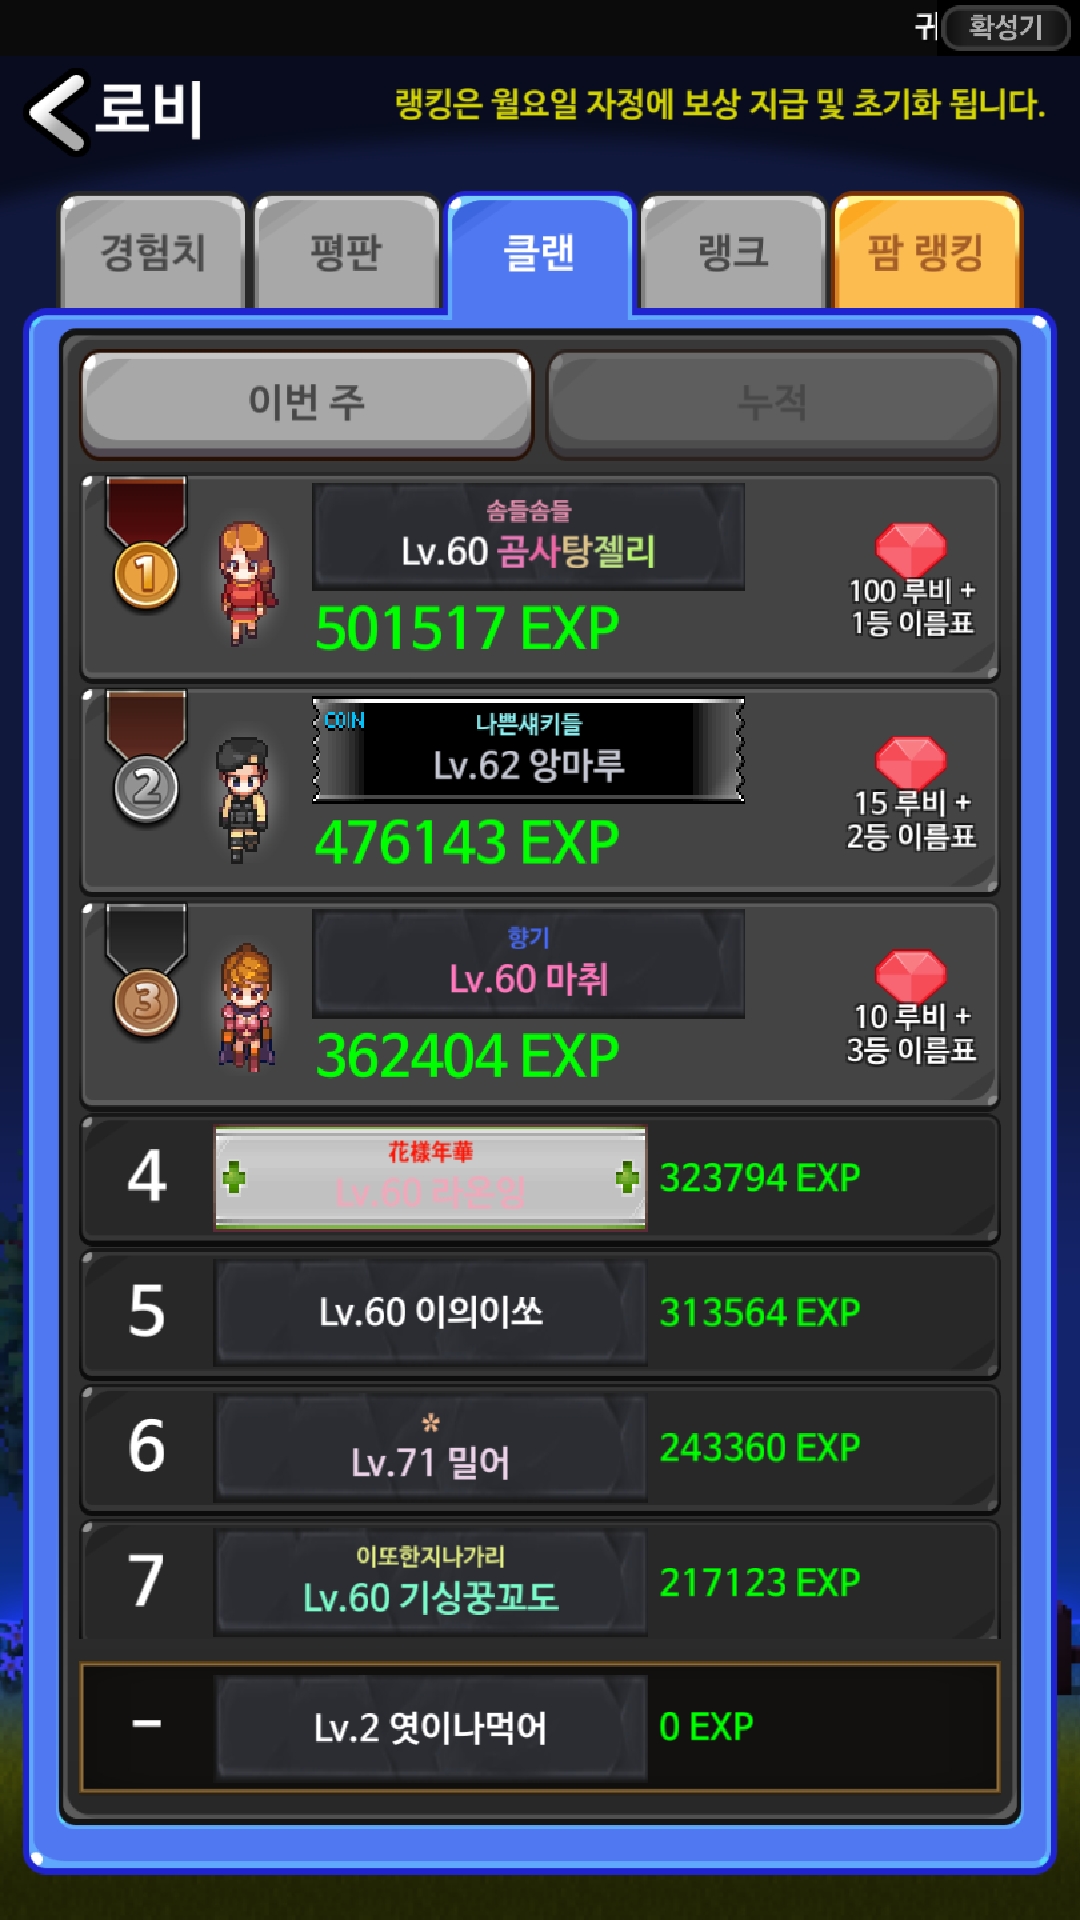 귀
확성기
로비
랭킹은 월요일 자정에 보상 지급 및 초기화 됩니다.
경험치
평판
클랜
랭크
팜 랭킹
이번 주
누적
1
솜들솜들
Lv.60 곰사탕젤리
501517 EXP
100 루비 +
1등 이름표
2
COIN
나쁜섀키들
Lv.62 앙마루
476143 EXP
15 루비 +
2등 이름표
3
향기
Lv.60 마취
362404 EXP
10 루비 +
3등 이름표
4
花樣年華
Lv.60 라온임
323794 EXP
5
Lv.60 이의이쏘
313564 EXP
6
*
Lv.71 밀어
243360 EXP
7
이또한지나가리
Lv.60 기싱꿍꼬도
217123 EXP
–
Lv.2 엿이나먹어
0 EXP